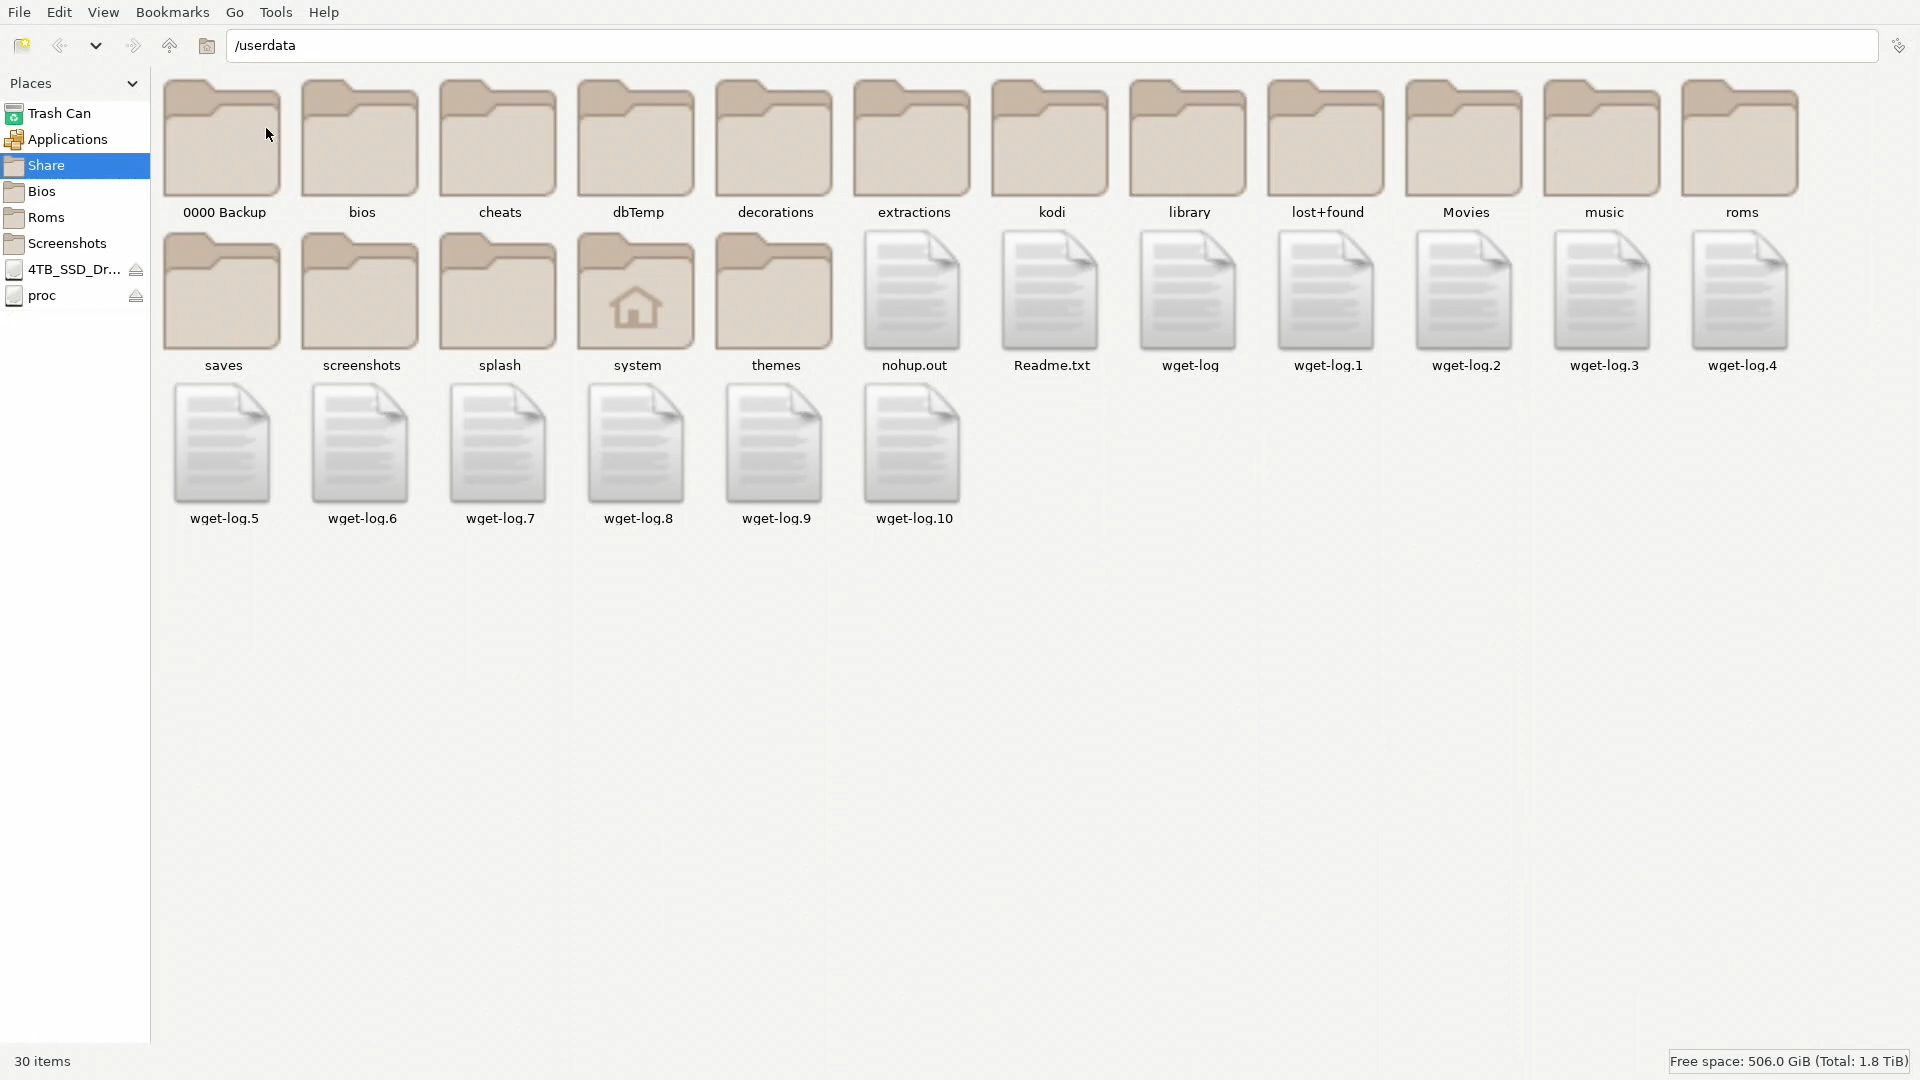 File Edit View Bookmarks Go Tools Help
/userdata
Places
Trash Can
Applications
Share
Bios
Roms
Screenshots
4TB_SSD_Dr...
proc
0000 Backup bios cheats dbTemp decorations extractions kodi library lost+found Movies music roms
saves screenshots splash system themes nohup.out Readme.txt wget-log wget-log.1 wget-log.2 wget-log.3 wget-log.4
wget-log.5 wget-log.6 wget-log.7 wget-log.8 wget-log.9 wget-log.10
30 items
Free space: 506.0 GiB (Total: 1.8 TiB)